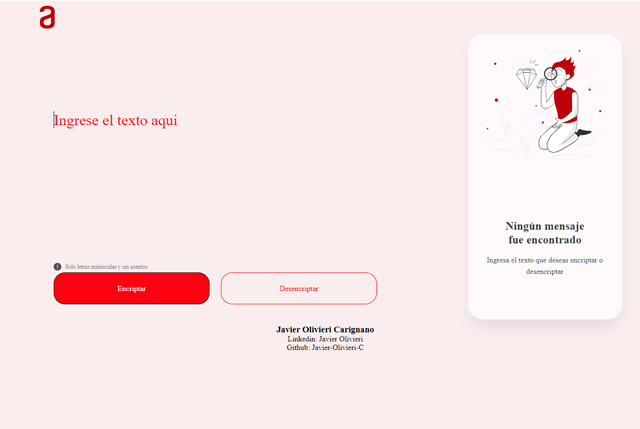 a
Ingrese el texto aqui
! Solo letras minúsculas y sin acentos
Encriptar
Desencriptar
Javier Olivieri Carignano
Linkedin: Javier Olivieri
Github: Javier-Olivieri-C
Ningún mensaje
fue encontrado
Ingresa el texto que deseas encriptar o
desencriptar